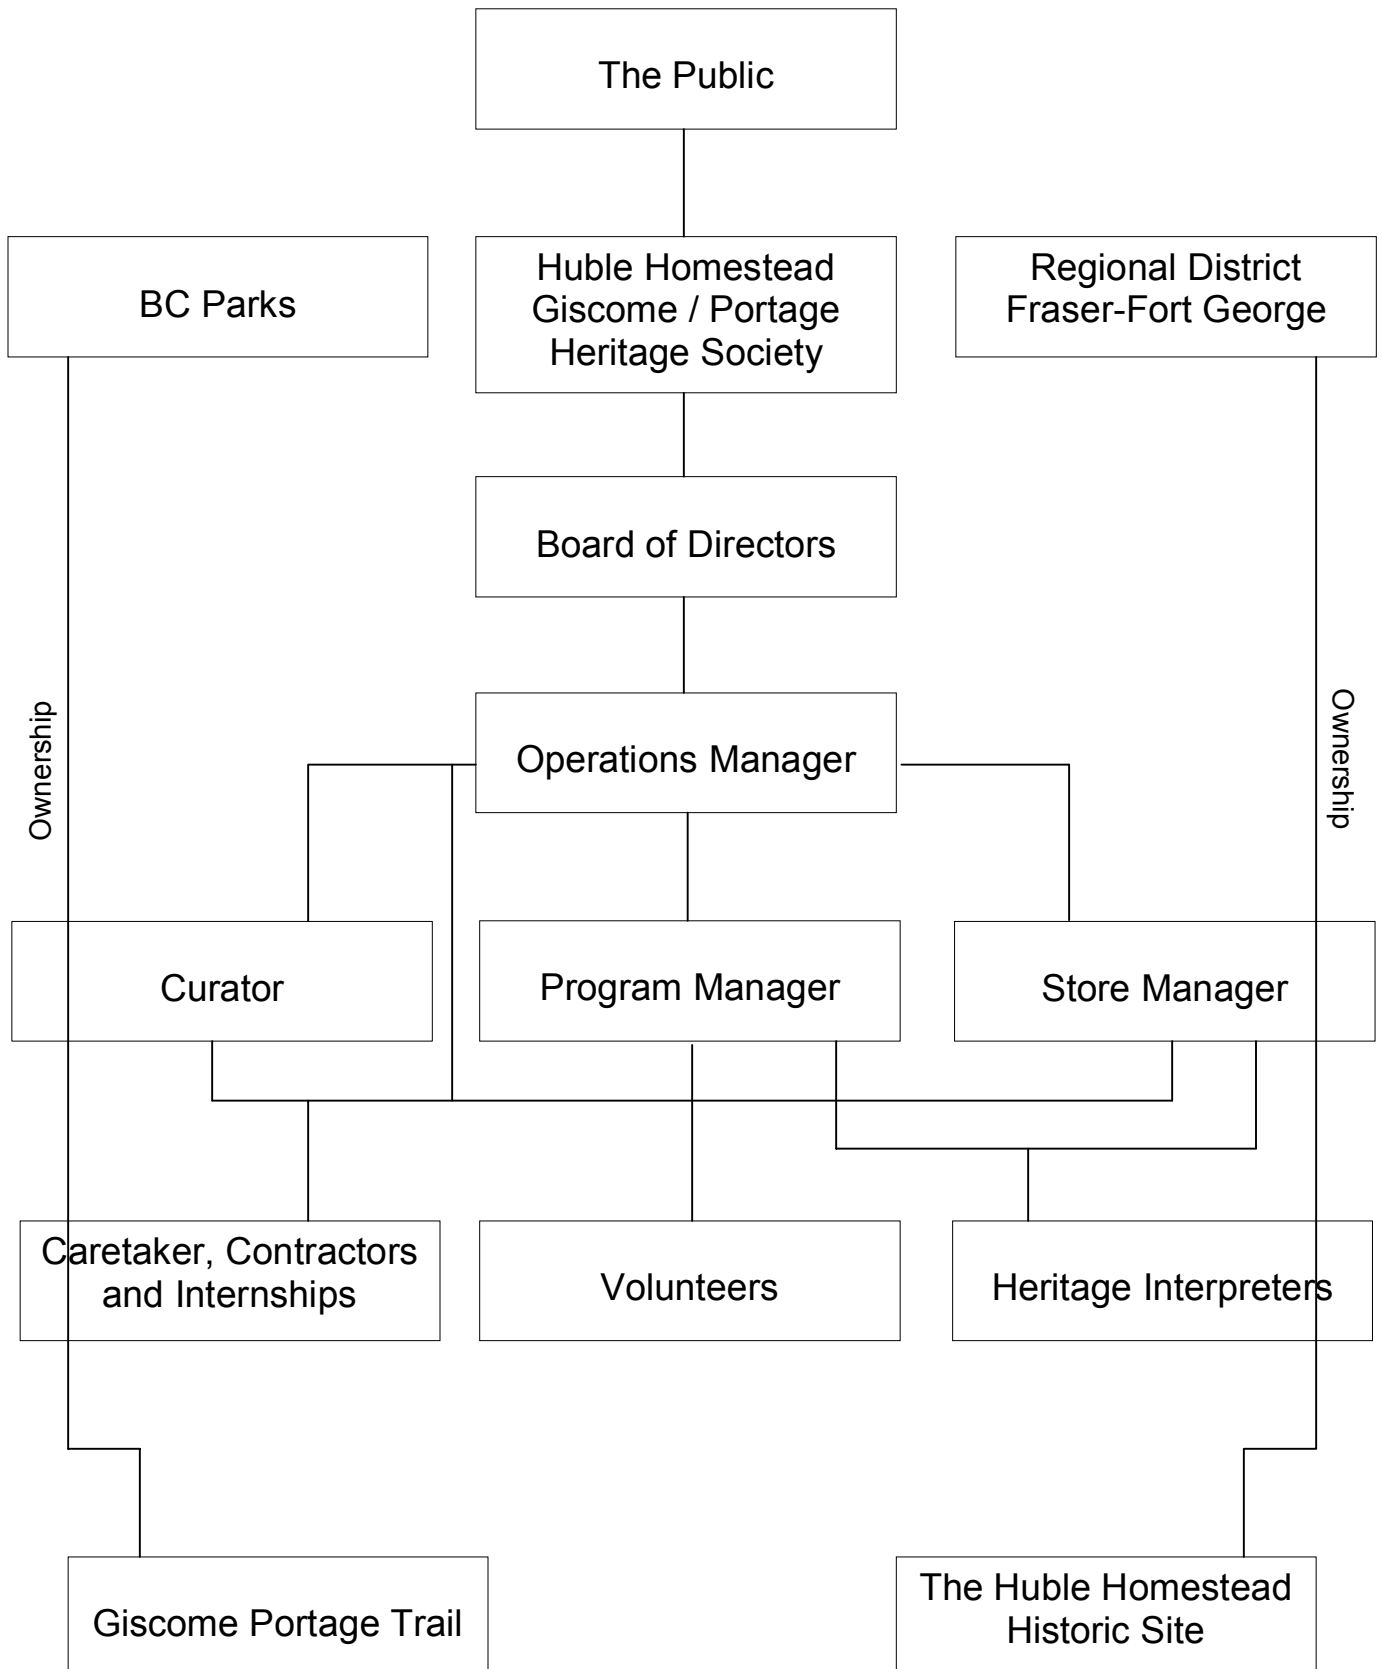 The Public
BC Parks
Huble Homestead
Giscome / Portage
Heritage Society
Regional District
Fraser-Fort George
Board of Directors
Ownership
Operations Manager
Ownership
Curator
Program Manager
Store Manager
Caretaker, Contractors
and Internships
Volunteers
Heritage Interpreters
Giscome Portage Trail
The Huble Homestead
Historic Site